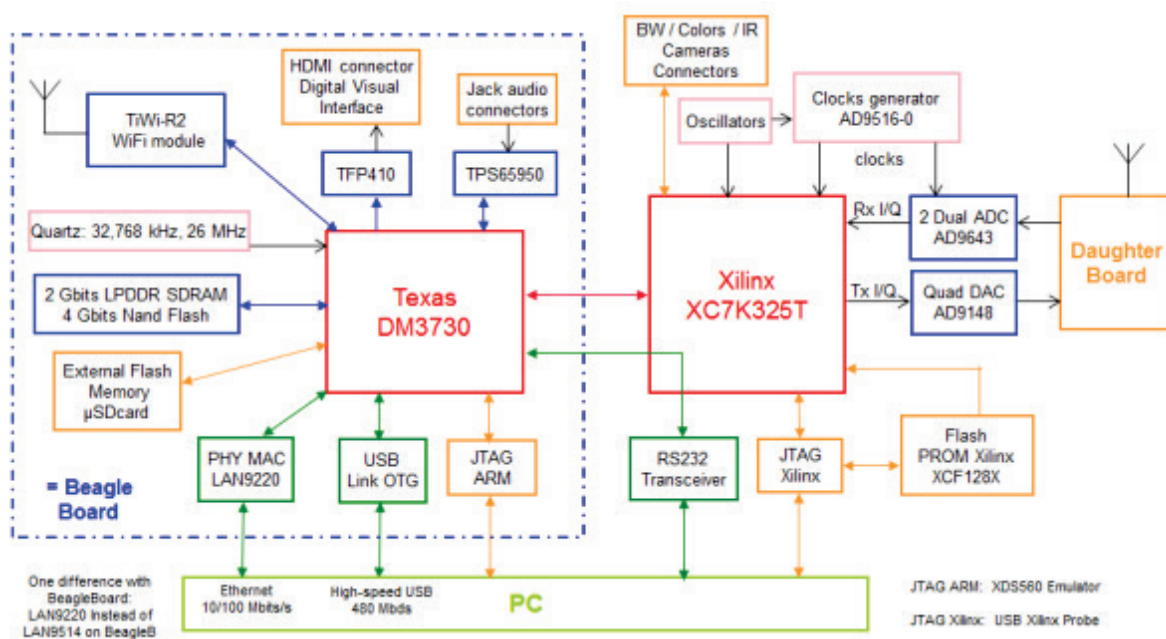 BW / Colors / IR
Cameras
Connectors
HDMI connector
Digital Visual
Interface
Jack audio
connectors
TiWi-R2
WiFi module
Oscillators
Clocks generator
AD9516-0
TFP410
TPS65950
clocks
Quartz: 32,768 kHz, 26 MHz
Rx I/Q
2 Dual ADC
AD9643
Daughter
Board
2 Gbits LPDDR SDRAM
4 Gbits Nand Flash
Texas
DM3730
Xilinx
XC7K325T
Tx I/Q
Quad DAC
AD9148
External Flash
Memory
µSDcard
PHY MAC
LAN9220
USB
Link OTG
JTAG
ARM
RS232
Transceiver
JTAG
Xilinx
Flash
PROM Xilinx
XCF128X
= Beagle
Board
One difference with
BeagleBoard:
LAN9220 Instead of
LAN9514 on BeagleB
Ethernet
10/100 Mbits/s
High-speed USB
480 Mbds
PC
JTAG ARM: XDS560 Emulator
JTAG Xilinx: USB Xilinx Probe